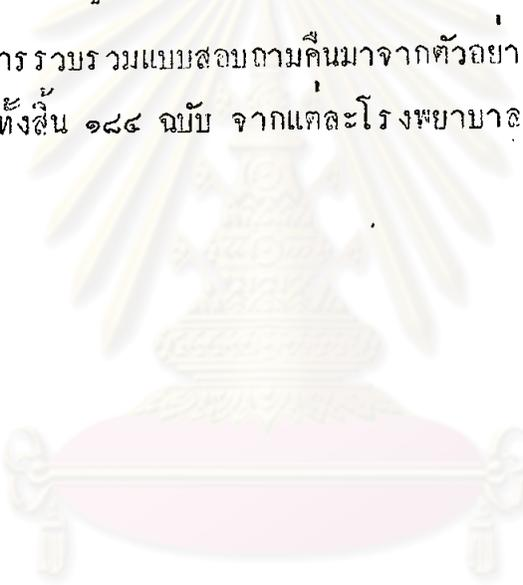 ารรวบรวมแบบสอบถามคืนมาจากตัวอย่า
ทั้งสิ้น ๑๘๔ ฉบับ จากแต่ละโรงพยาบาล